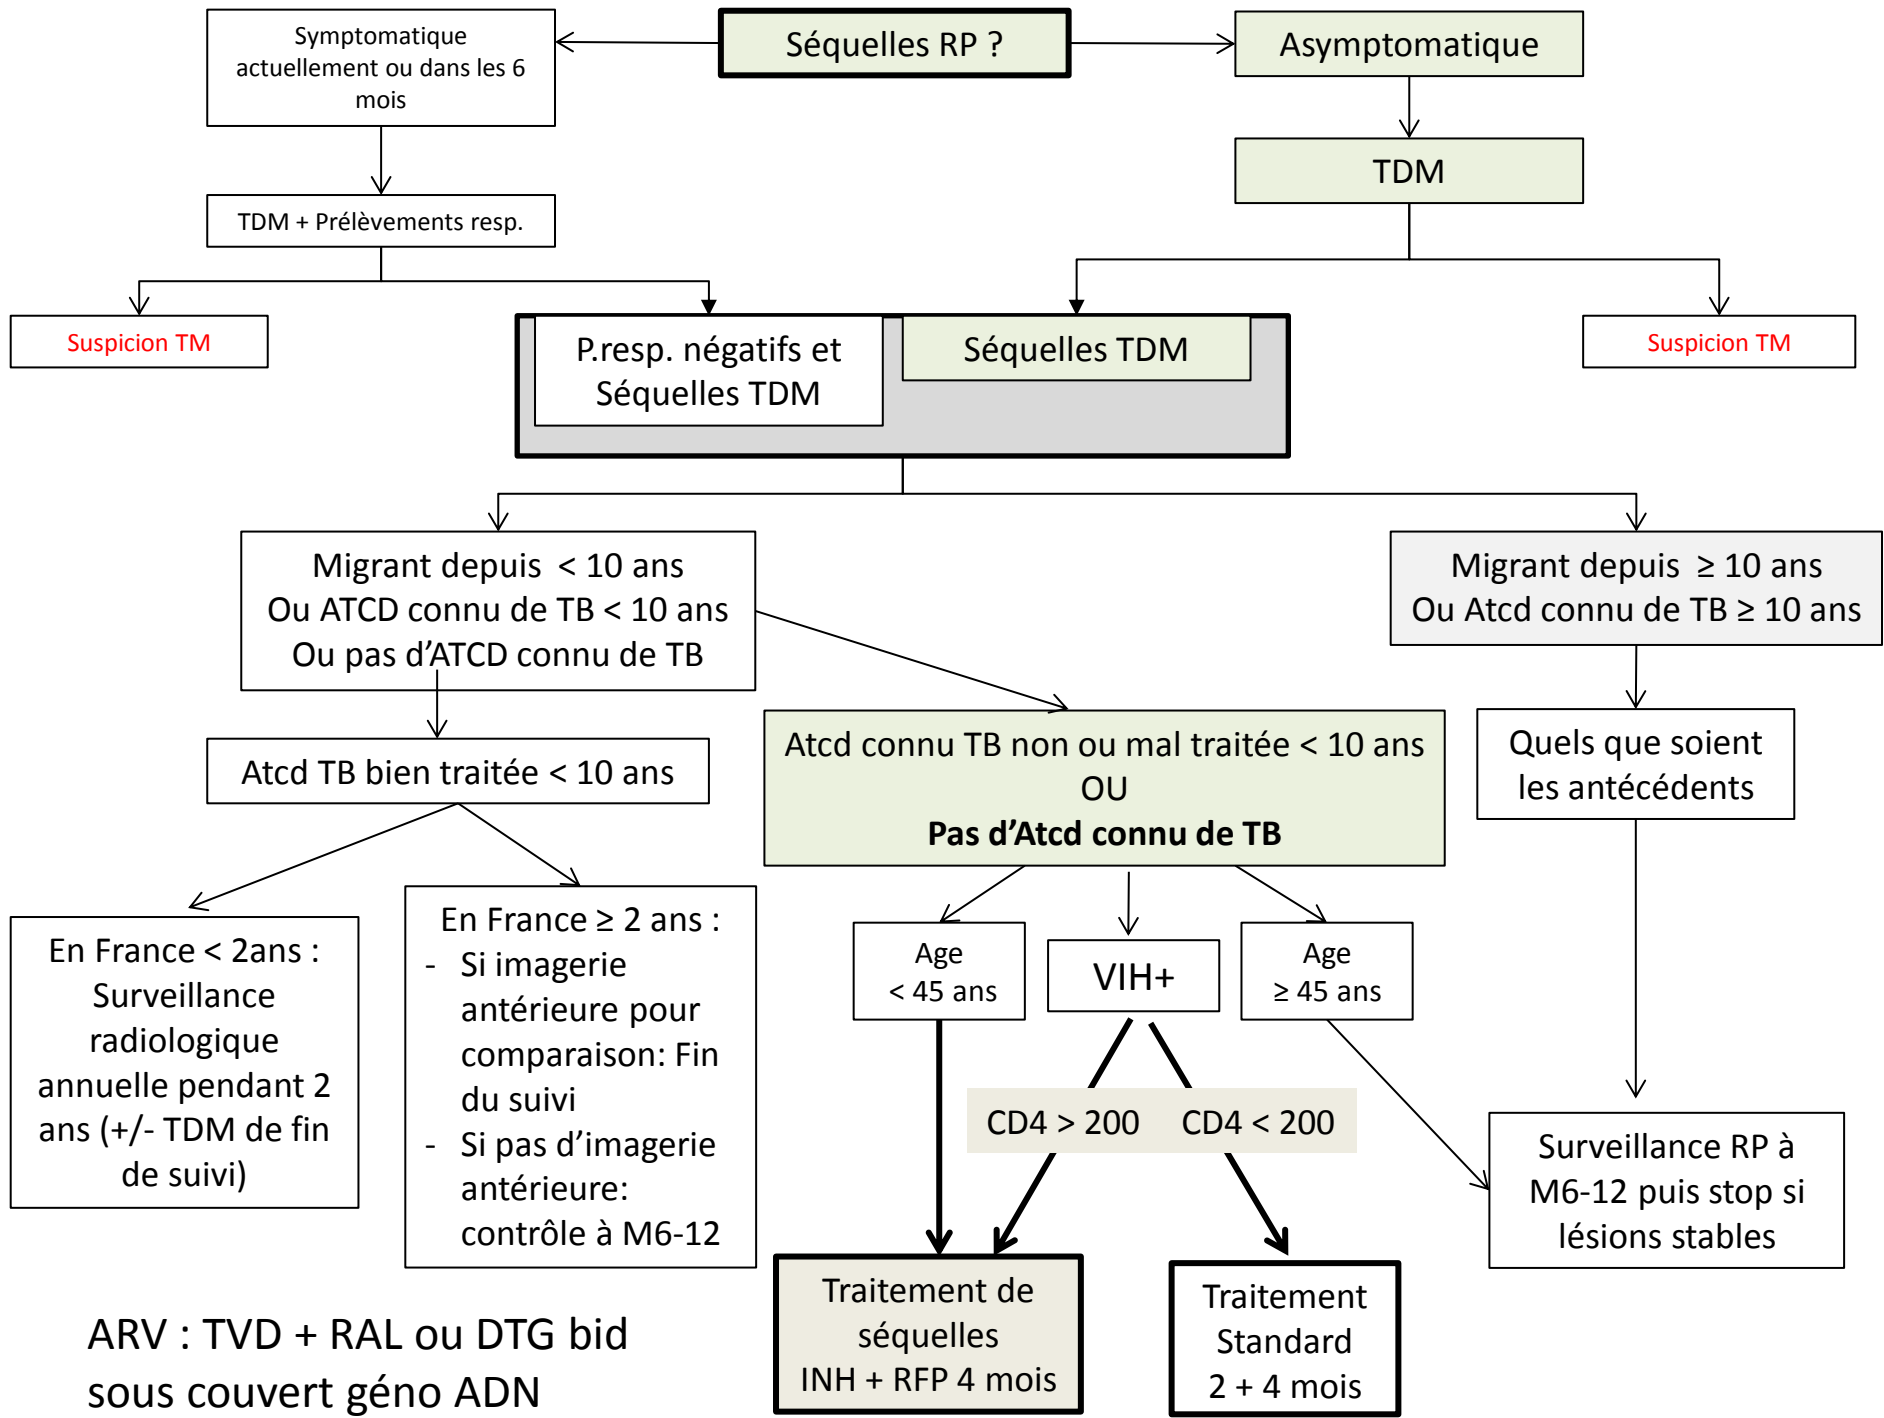 Symptomatique
actuellement ou dans les 6
mois
Séquelles RP ?
Asymptomatique
TDM + Prélèvements resp.
TDM
Suspicion TM
P.resp. négatifs et
Séquelles TDM
Séquelles TDM
Suspicion TM
Migrant depuis < 10 ans
Ou ATCD connu de TB < 10 ans
Ou pas d’ATCD connu de TB
Migrant depuis ≥ 10 ans
Ou Atcd connu de TB ≥ 10 ans
Atcd TB bien traitée < 10 ans
Atcd connu TB non ou mal traitée < 10 ans
OU
Pas d’Atcd connu de TB
Quels que soient
les antécédents
En France < 2ans :
Surveillance
radiologique
annuelle pendant 2
ans (+/- TDM de fin
de suivi)
En France ≥ 2 ans :
- Si imagerie
antérieure pour
comparaison: Fin
du suivi
- Si pas d’imagerie
antérieure:
contrôle à M6-12
Age
< 45 ans
VIH+
Age
≥ 45 ans
CD4 > 200
CD4 < 200
Surveillance RP à
M6-12 puis stop si
lésions stables
Traitement de
séquelles
INH + RFP 4 mois
Traitement
Standard
2 + 4 mois
ARV : TVD + RAL ou DTG bid
sous couvert géno ADN